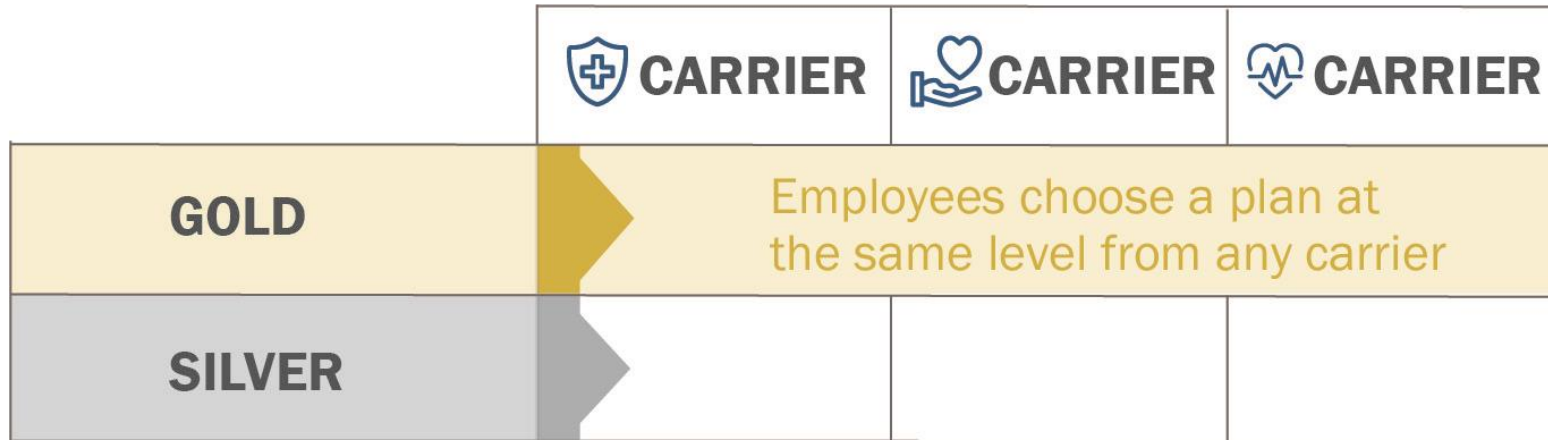 CARRIER CARRIER CARRIER
GOLD
Employees choose a plan at
the same level from any carrier
SILVER